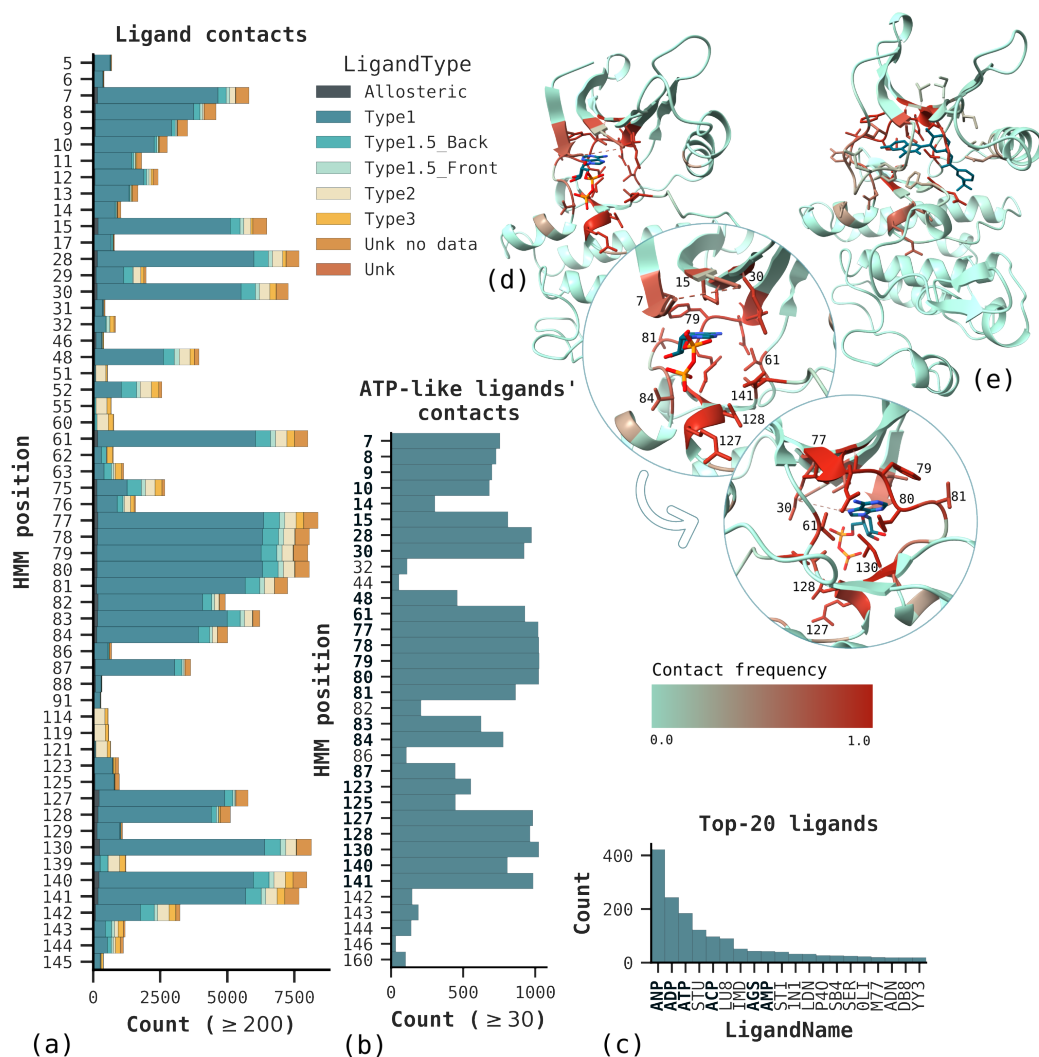 Ligand contacts
HMM position
5
6
7
8
9
10
11
12
13
14
15
17
28
29
30
31
32
46
48
51
52
55
60
61
62
63
75
76
77
78
79
80
81
82
83
84
86
87
88
91
114
119
121
123
125
127
128
129
130
139
140
141
142
143
144
145
0
2500
5000
7500
Count (≥200)
(a)
LigandType
Allosteric
Type1
Type1.5_Back
Type1.5_Front
Type2
Type3
Unk no data
Unk
ATP-like ligands'
contacts
HMM position
7
8
9
10
14
15
28
30
32
44
48
61
77
78
79
80
81
82
83
84
86
87
123
125
127
128
130
140
141
142
143
144
146
160
0
500
1000
Count (≥30)
(b)
(d)
7
15
30
79
81
61
84
141
128
127
(e)
77
79
30
80
81
61
130
128
127
Contact frequency
0.0
1.0
Top-20 ligands
Count
400
200
0
ANP
ADP
ATP
STU
ACP
LU8
IMD
AGS
AMP
STI
1N1
LDN
P4O
SB4
SER
0LI
M77
ADN
DB8
YY3
LigandName
(c)